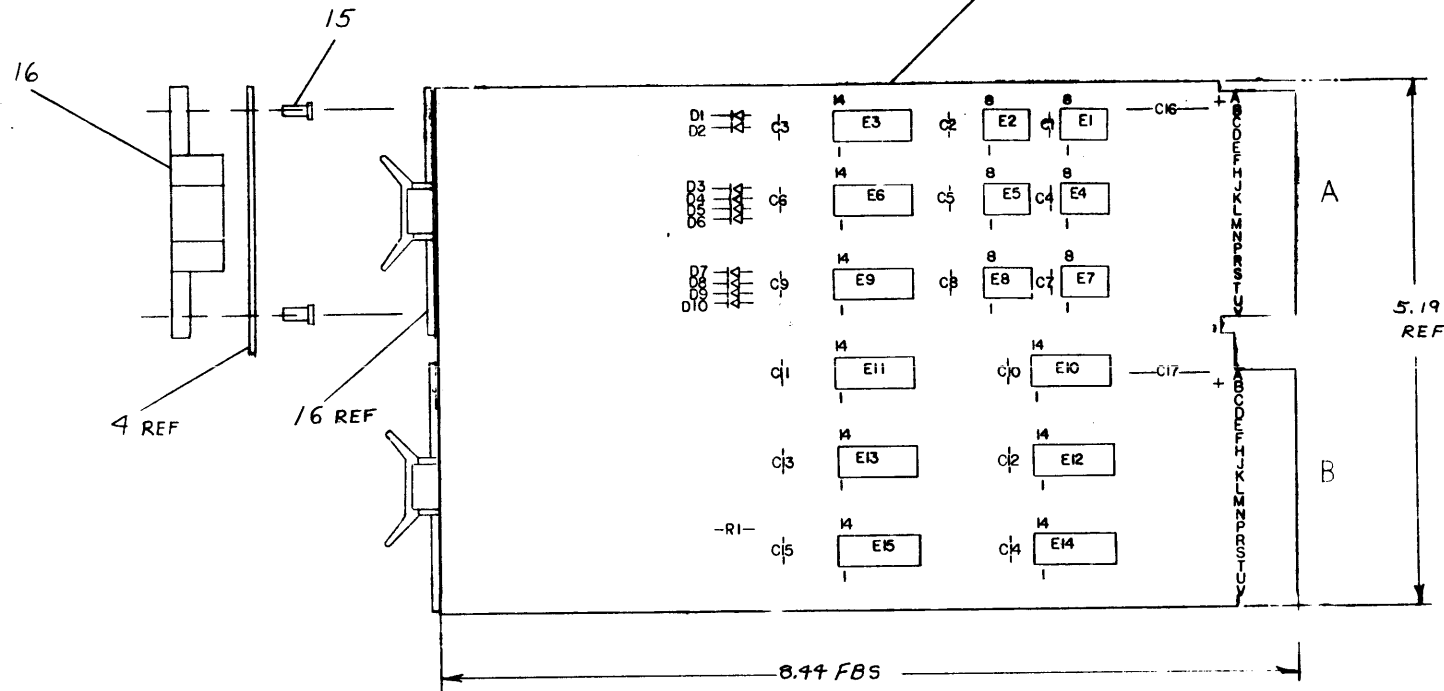 15
16
D1 C3 14 E3 1 C2 8 E2 1 C1 8 E1 1 C16 +
D2
D3 C6 14 E6 1 C5 8 E5 1 C4 8 E4 1
D4
D5
D6
D7 C9 14 E9 1 C8 8 E8 1 C7 8 E7 1
D8
D9
D10
C11 14 E11 1 C10 14 E10 1 C17 +
C13 14 E13 1 C12 14 E12 1
R1 C15 14 E15 1 C14 14 E14 1
A
B
C
D
E
F
H
J
K
L
M
N
P
R
S
T
U
V
A
A
B
C
D
E
F
H
J
K
L
M
N
P
R
S
T
U
V
B
5.19
REF
4 REF
16 REF
8.44 FBS